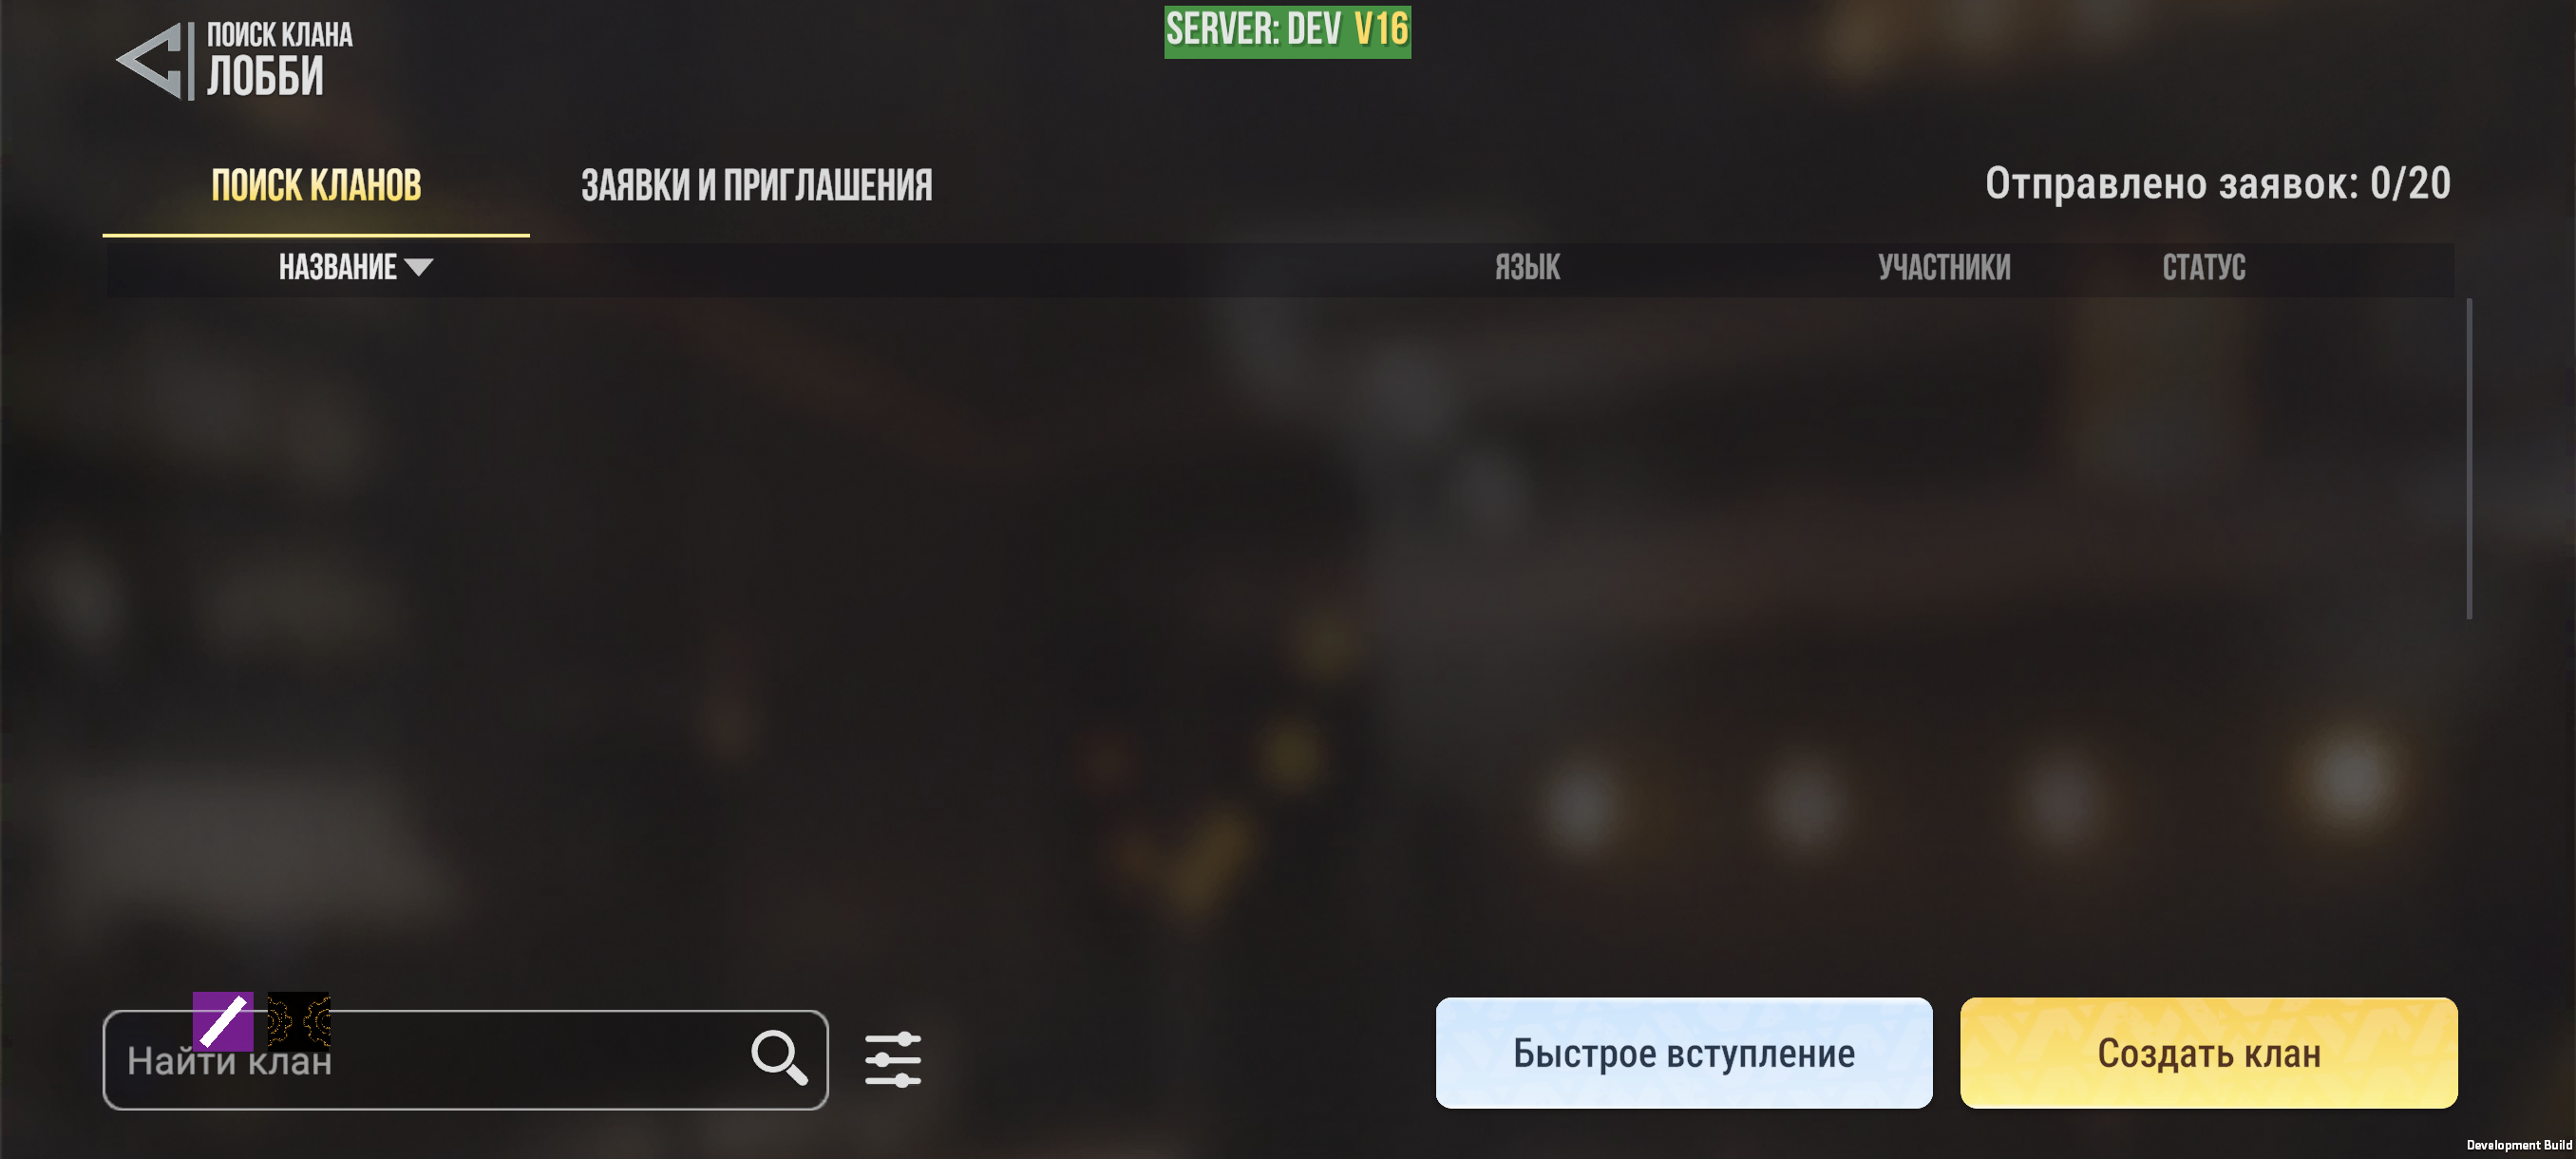 ПОИСК КЛАНА
ЛОББИ
SERVER: DEV V16
ПОИСК КЛАНОВ
ЗАЯВКИ И ПРИГЛАШЕНИЯ
Отправлено заявок: 0/20
НАЗВАНИЕ
ЯЗЫК
УЧАСТНИКИ
СТАТУС
Найти клан
Быстрое вступление
Создать клан
Development Build